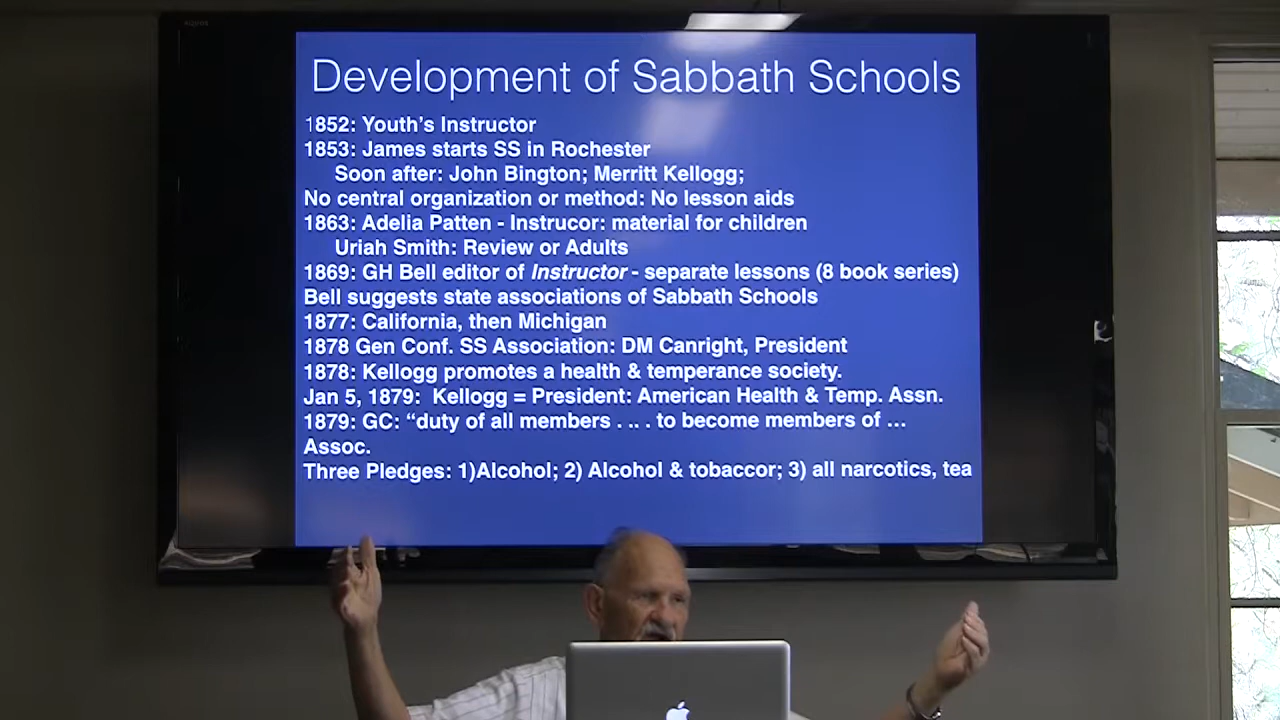 Development of Sabbath Schools
1852: Youth's Instructor
1853: James starts SS in Rochester
Soon after: John Bington; Merritt Kellogg;
No central organization or method: No lesson aids
1863: Adelia Patten - Instrucor: material for children
Uriah Smith: Review or Adults
1869: GH Bell editor of Instructor - separate lessons (8 book series)
Bell suggests state associations of Sabbath Schools
1877: California, then Michigan
1878 Gen Conf. SS Association: DM Canright, President
1878: Kellogg promotes a health & temperance society.
Jan 5, 1879:  Kellogg = President: American Health & Temp. Assn.
1879: GC: “duty of all members . .. . to become members of …
Assoc.
Three Pledges: 1)Alcohol; 2) Alcohol & tobaccor; 3) all narcotics, tea